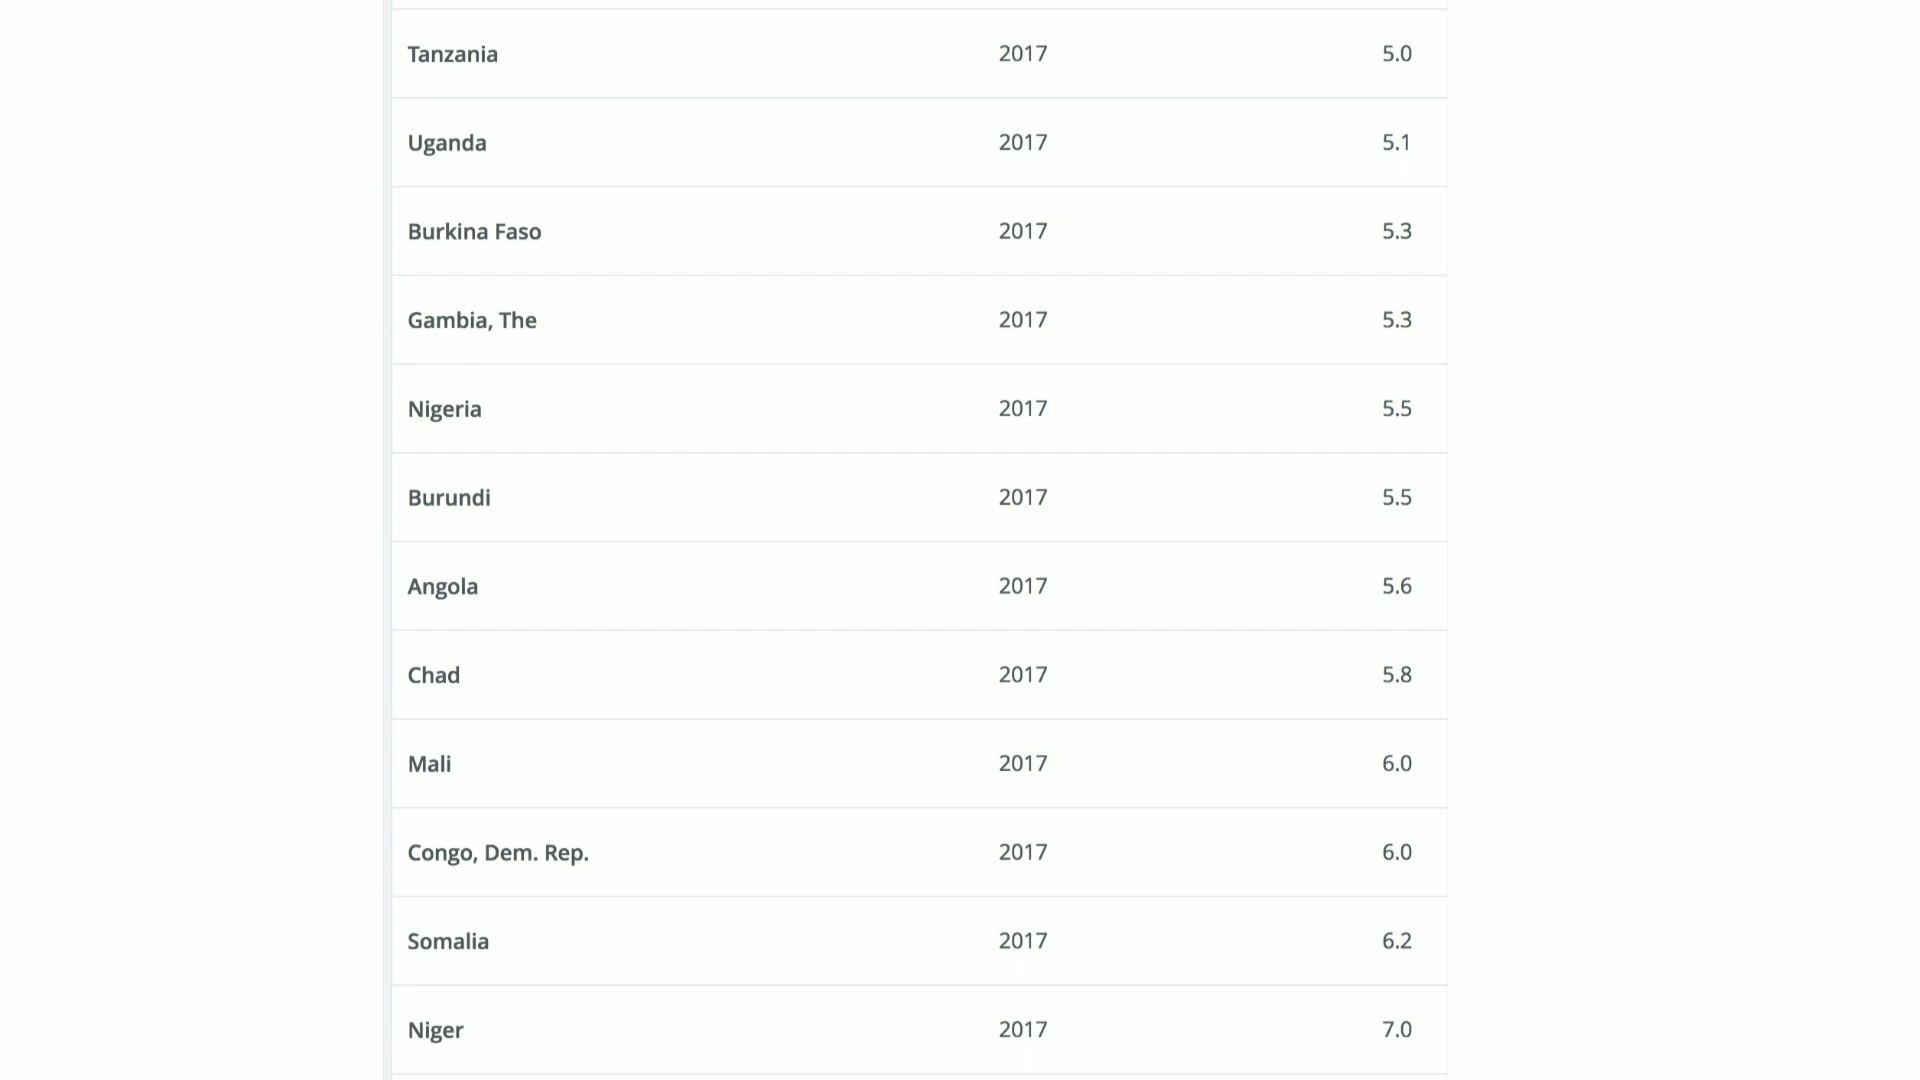 Tanzania 2017 5.0
Uganda 2017 5.1
Burkina Faso 2017 5.3
Gambia, The 2017 5.3
Nigeria 2017 5.5
Burundi 2017 5.5
Angola 2017 5.6
Chad 2017 5.8
Mali 2017 6.0
Congo, Dem. Rep. 2017 6.0
Somalia 2017 6.2
Niger 2017 7.0